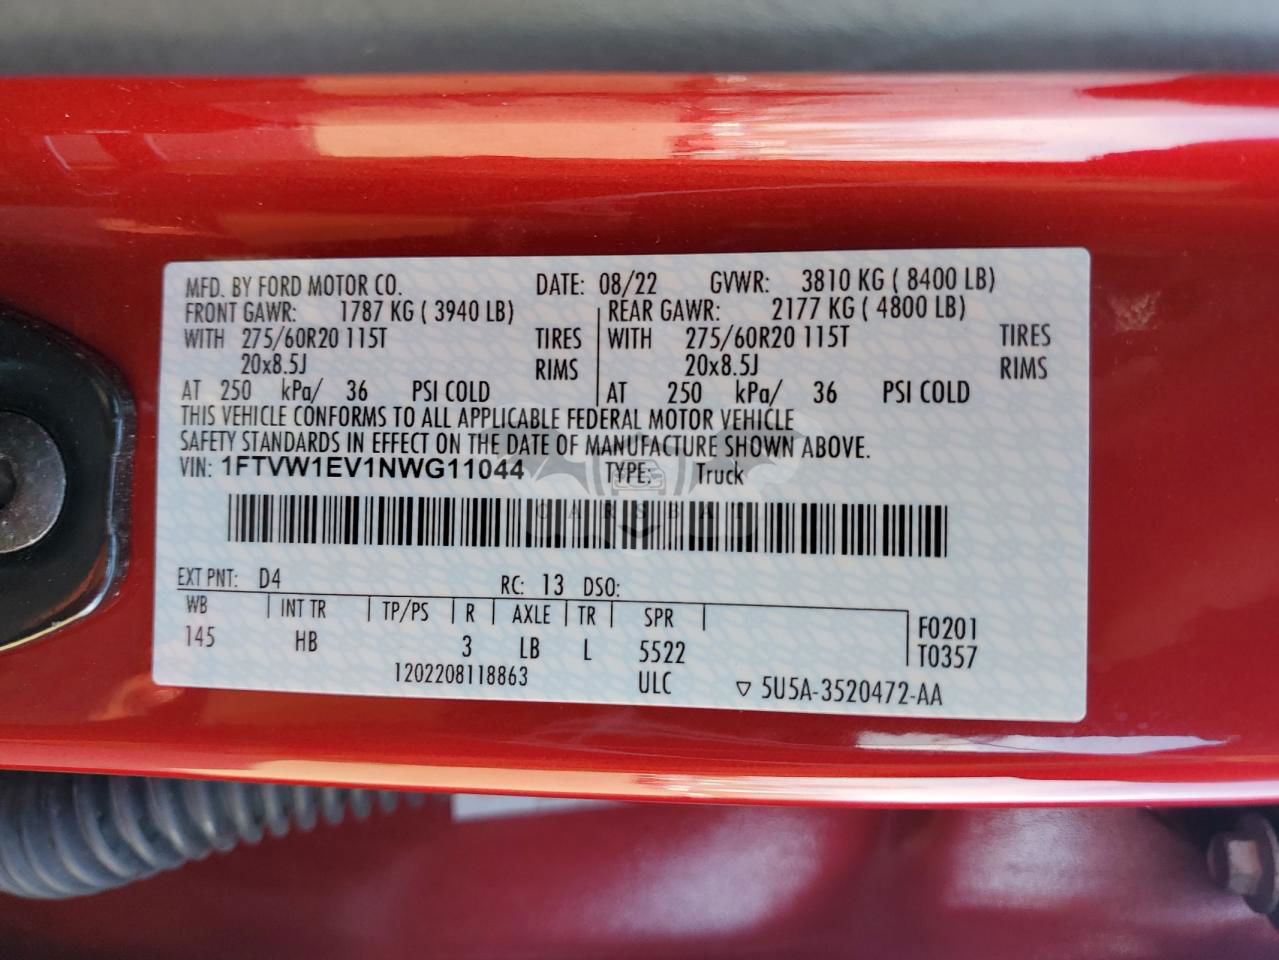 MFD. BY FORD MOTOR CO. DATE: 08/22 GVWR: 3810 KG ( 8400 LB)
FRONT GAWR: 1787 KG ( 3940 LB) REAR GAWR: 2177 KG ( 4800 LB)
WITH 275/60R20 115T TIRES WITH 275/60R20 115T TIRES
20x8.5J RIMS 20x8.5J RIMS
AT 250 kPa/ 36 PSI COLD AT 250 kPa/ 36 PSI COLD
THIS VEHICLE CONFORMS TO ALL APPLICABLE FEDERAL MOTOR VEHICLE
SAFETY STANDARDS IN EFFECT ON THE DATE OF MANUFACTURE SHOWN ABOVE.
VIN: 1FTVW1EV1NWG11044 TYPE: Truck
CARSBAT
EXT PNT: D4 RC: 13 DSO:
WB INT TR TP/PS R AXLE TR SPR F0201
145 HB 3 LB L 5522 T0357
1202208118863 ULC ▽ 5U5A-3520472-AA